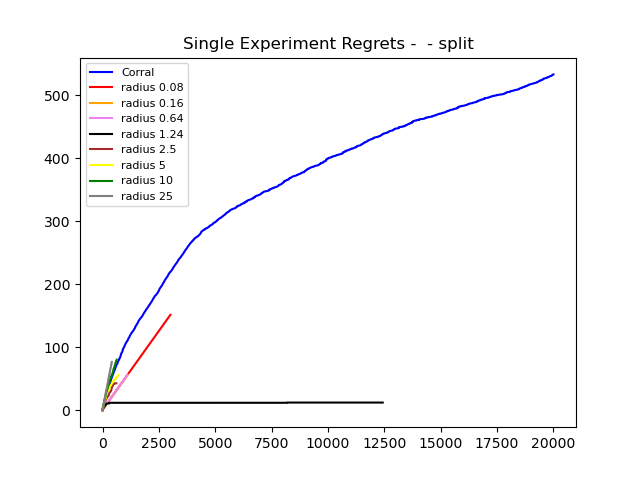 Single Experiment Regrets -  - split
Corral
radius 0.08
radius 0.16
radius 0.64
radius 1.24
radius 2.5
radius 5
radius 10
radius 25
500
400
300
200
100
0
0 2500 5000 7500 10000 12500 15000 17500 20000